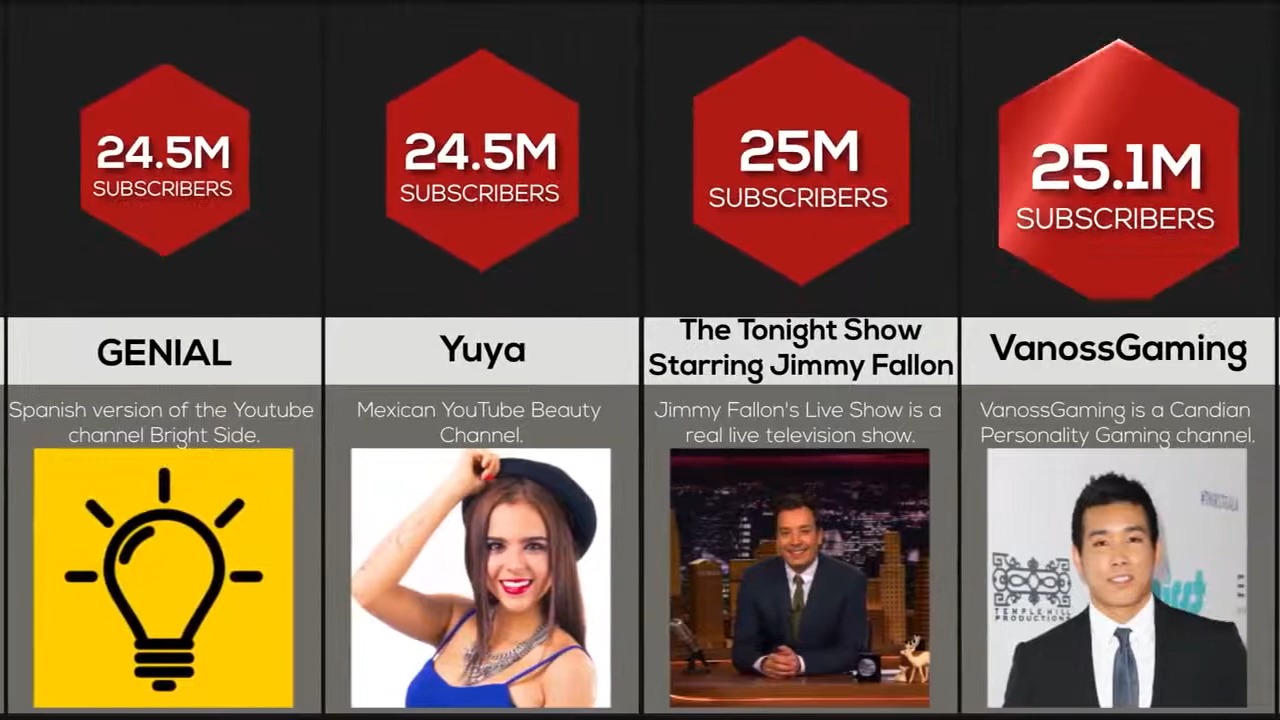 24.5M
SUBSCRIBERS
24.5M
SUBSCRIBERS
25M
SUBSCRIBERS
25.1M
SUBSCRIBERS
GENIAL
Yuya
The Tonight Show
Starring Jimmy Fallon
VanossGaming
Spanish version of the Youtube
channel Bright Side.
Mexican YouTube Beauty
Channel.
Jimmy Fallon's Live Show is a
real live television show.
VanossGaming is a Candian
Personality Gaming channel.
TEMPLE HILL
PRODUCTIONS